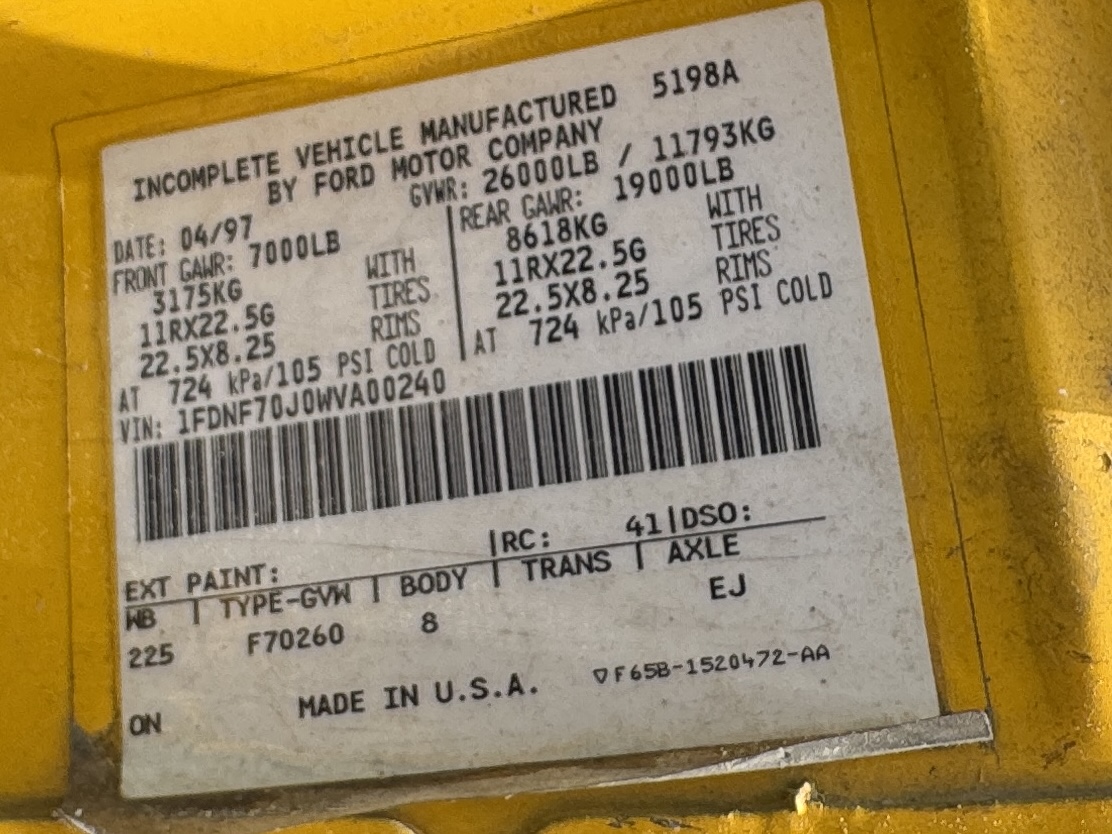 INCOMPLETE VEHICLE MANUFACTURED 5198A
BY FORD MOTOR COMPANY
GVWR: 26000LB / 11793KG
DATE: 04/97
FRONT GAWR: 7000LB
3175KG WITH
11RX22.5G TIRES
22.5X8.25 RIMS
AT 724 kPa/105 PSI COLD
REAR GAWR: 19000LB
8618KG WITH
11RX22.5G TIRES
22.5X8.25 RIMS
AT 724 kPa/105 PSI COLD
VIN: 1FDNF70J0WVA00240
EXT PAINT: |RC: 41|DSO:
WB | TYPE-GVW | BODY | TRANS | AXLE
225 F70260 8 EJ
ON MADE IN U.S.A. ▽F65B-1520472-AA